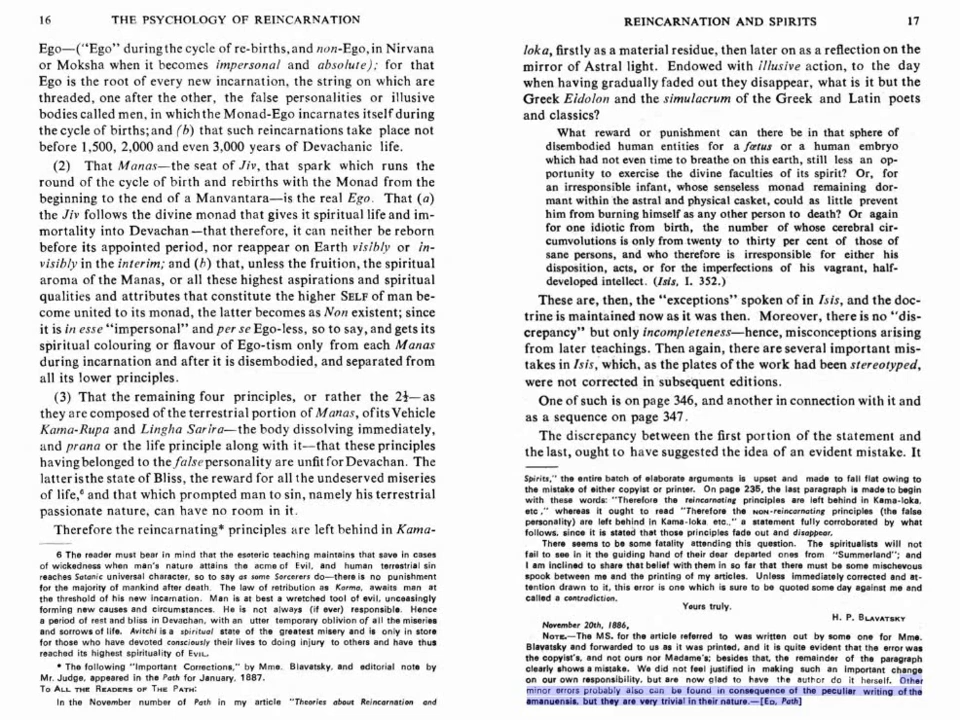 16 THE PSYCHOLOGY OF REINCARNATION
Ego—("Ego" during the cycle of re-births, and non-Ego, in Nirvana
or Moksha when it becomes impersonal and absolute); for that
Ego is the root of every new incarnation, the string on which are
threaded, one after the other, the false personalities or illusive
bodies called men, in which the Monad-Ego incarnates itself during
the cycle of births; and (b) that such reincarnations take place not
before 1,500, 2,000 and even 3,000 years of Devachanic life.
(2) That Manas—the seat of Jiv, that spark which runs the
round of the cycle of birth and rebirths with the Monad from the
beginning to the end of a Manvantara—is the real Ego. That (a)
the Jiv follows the divine monad that gives it spiritual life and im-
mortality into Devachan—that therefore, it can neither be reborn
before its appointed period, nor reappear on Earth visibly or in-
visibly in the interim; and (b) that, unless the fruition, the spiritual
aroma of the Manas, or all these highest aspirations and spiritual
qualities and attributes that constitute the higher SELF of man be-
come united to its monad, the latter becomes as Non existent; since
it is in esse "impersonal" and per se Ego-less, so to say, and gets its
spiritual colouring or flavour of Ego-tism only from each Manas
during incarnation and after it is disembodied, and separated from
all its lower principles.
(3) That the remaining four principles, or rather the 2½—as
they are composed of the terrestrial portion of Manas, of its Vehicle
Kama-Rupa and Lingha Sarira—the body dissolving immediately,
and prana or the life principle along with it—that these principles
having belonged to the false personality are unfit for Devachan. The
latter is the state of Bliss, the reward for all the undeserved miseries
of life,⁶ and that which prompted man to sin, namely his terrestrial
passionate nature, can have no room in it.
Therefore the reincarnating* principles are left behind in Kama-
6 The reader must bear in mind that the esoteric teaching maintains that save in cases
of wickedness when man's nature attains the acme of Evil, and human terrestrial sin
reaches Satanic universal character, so to say as some Sorcerers do—there is no punishment
for the majority of mankind after death. The law of retribution as Karma, awaits man at
the threshold of his new incarnation. Man is at best a wretched tool of evil, unceasingly
forming new causes and circumstances. He is not always (if ever) responsible. Hence
a period of rest and bliss in Devachan, with an utter temporary oblivion of all the miseries
and sorrows of life. Avitchi is a spiritual state of the greatest misery and is only in store
for those who have devoted consciously their lives to doing injury to others and have thus
reached its highest spirituality of EVIL.
* The following "Important Corrections," by Mme. Blavatsky, and editorial note by
Mr. Judge, appeared in the Path for January, 1887.
TO ALL THE READERS OF THE PATH:
In the November number of Path in my article "Theories about Reincarnation and
REINCARNATION AND SPIRITS 17
loka, firstly as a material residue, then later on as a reflection on the
mirror of Astral light. Endowed with illusive action, to the day
when having gradually faded out they disappear, what is it but the
Greek Eidolon and the simulacrum of the Greek and Latin poets
and classics?
What reward or punishment can there be in that sphere of
disembodied human entities for a fœtus or a human embryo
which had not even time to breathe on this earth, still less an op-
portunity to exercise the divine faculties of its spirit? Or, for
an irresponsible infant, whose senseless monad remaining dor-
mant within the astral and physical casket, could as little prevent
him from burning himself as any other person to death? Or again
for one idiotic from birth, the number of whose cerebral cir-
cumvolutions is only from twenty to thirty per cent of those of
sane persons, and who therefore is irresponsible for either his
disposition, acts, or for the imperfections of his vagrant, half-
developed intellect. (Isis, I. 352.)
These are, then, the "exceptions" spoken of in Isis, and the doc-
trine is maintained now as it was then. Moreover, there is no "dis-
crepancy" but only incompleteness—hence, misconceptions arising
from later teachings. Then again, there are several important mis-
takes in Isis, which, as the plates of the work had been stereotyped,
were not corrected in subsequent editions.
One of such is on page 346, and another in connection with it and
as a sequence on page 347.
The discrepancy between the first portion of the statement and
the last, ought to have suggested the idea of an evident mistake. It
Spirits," the entire batch of elaborate arguments is upset and made to fall flat owing to
the mistake of either copyist or printer. On page 235, the last paragraph is made to begin
with these words: "Therefore the reincarnating principles are left behind in Kama-loka,
etc.," whereas it ought to read "Therefore the NON-reincarnating principles (the false
personality) are left behind in Kama-loka, etc.," a statement fully corroborated by what
follows, since it is stated that those principles fade out and disappear.
There seems to be some fatality attending this question. The spiritualists will not
fail to see in it the guiding hand of their dear departed ones from "Summerland"; and
I am inclined to share that belief with them in so far that there must be some mischevous
spook between me and the printing of my articles. Unless immediately corrected and at-
tention drawn to it, this error is one which is sure to be quoted some day against me and
called a contradiction.
Yours truly,
H. P. BLAVATSKY
November 20th, 1886,
NOTE.—The MS. for the article referred to was written out by some one for Mme.
Blavatsky and forwarded to us as it was printed, and it is quite evident that the error was
the copyist's, and not ours nor Madame's; besides that, the remainder of the paragraph
clearly shows a mistake. We did not feel justified in making such an important change
on our own responsibility, but are now glad to have the author do it herself. Other
minor errors probably also can be found in consequence of the peculiar writing of the
amanuensis, but they are very trivial in their nature.—[ED. Path]